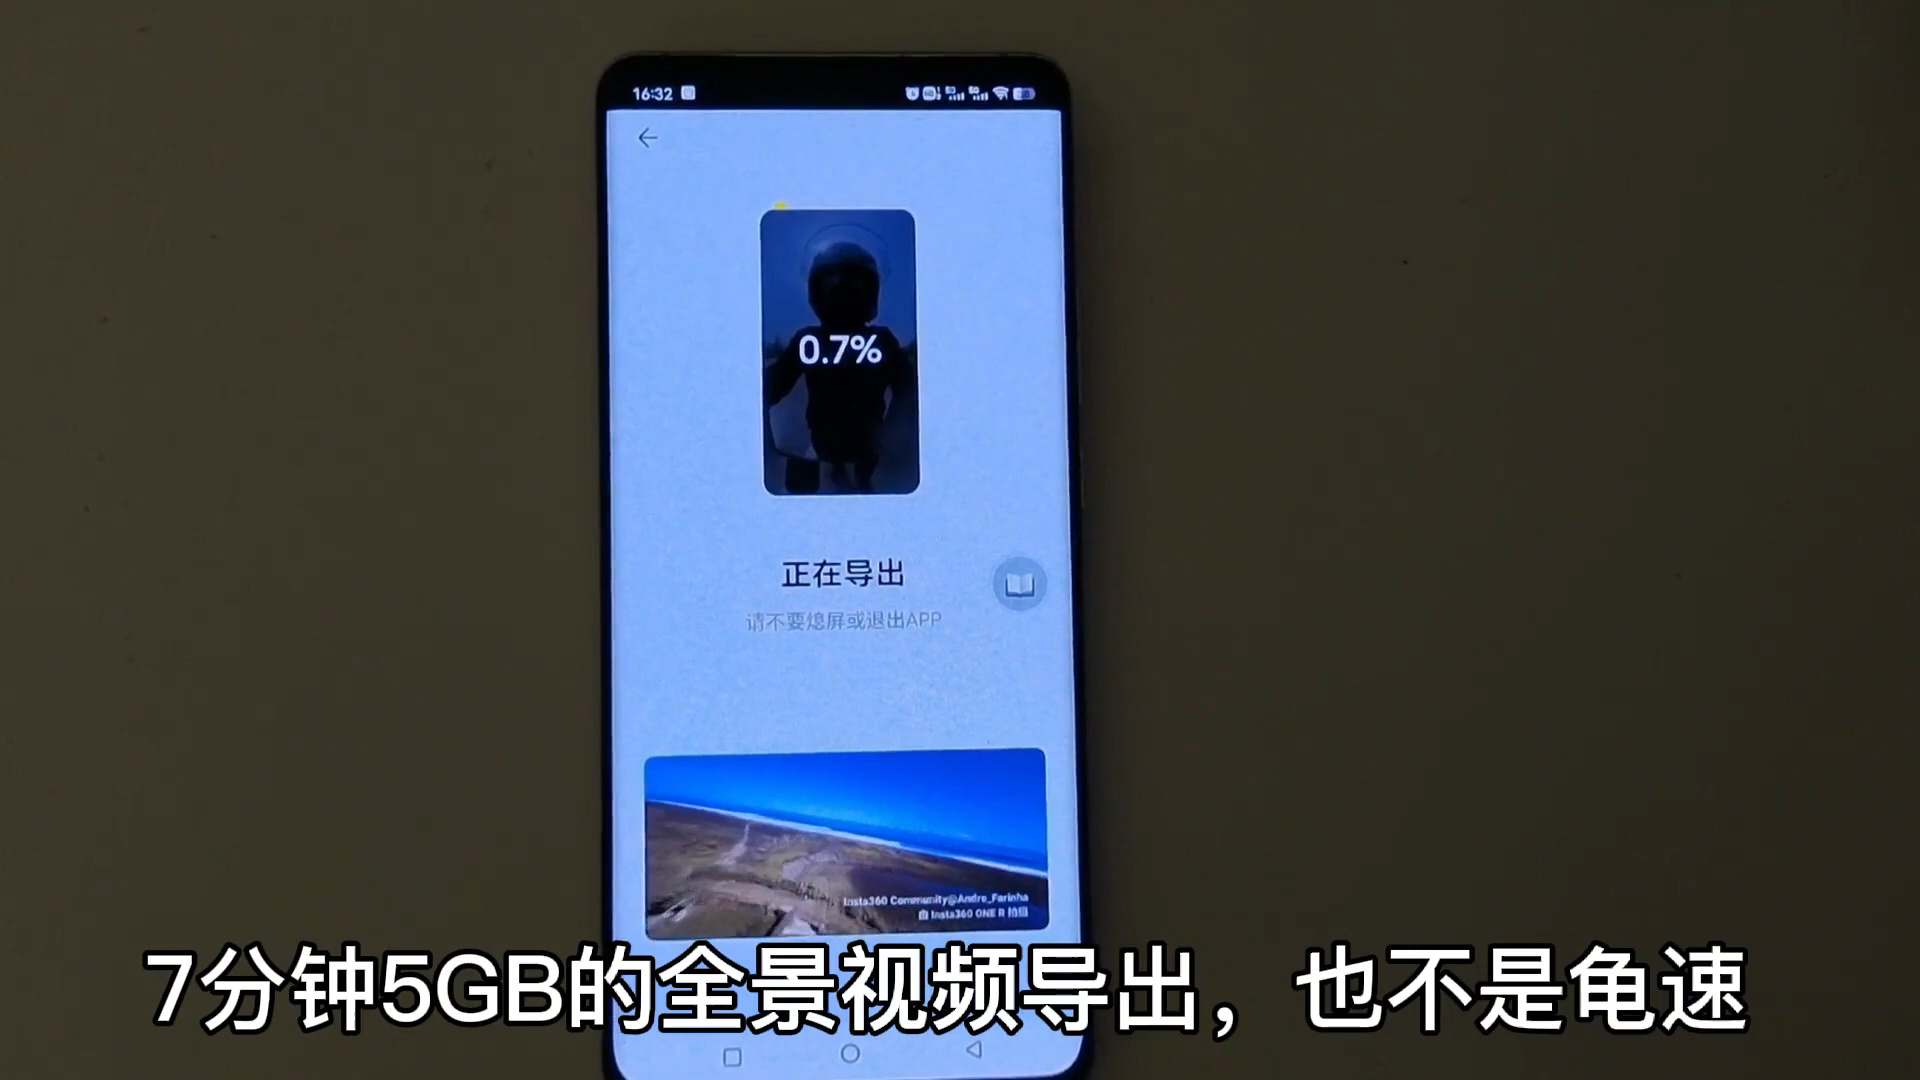 16:32
0.7%
正在导出
请不要熄屏或退出APP
Insta360 Community@Andre_Farinha
由 Insta360 ONE R 拍摄
7分钟5GB的全景视频导出，也不是龟速